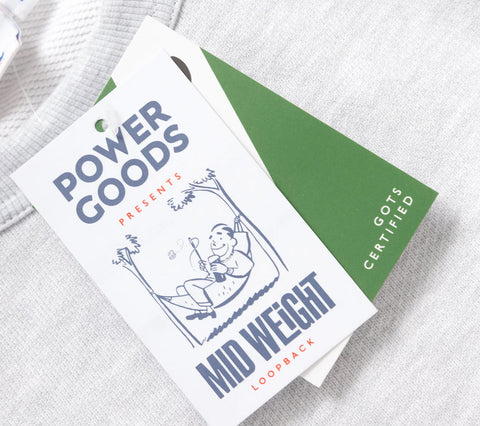 POWER
GOODS
PRESENTS
MID WEIGHT
LOOPBACK
GOTS
CERTIFIED